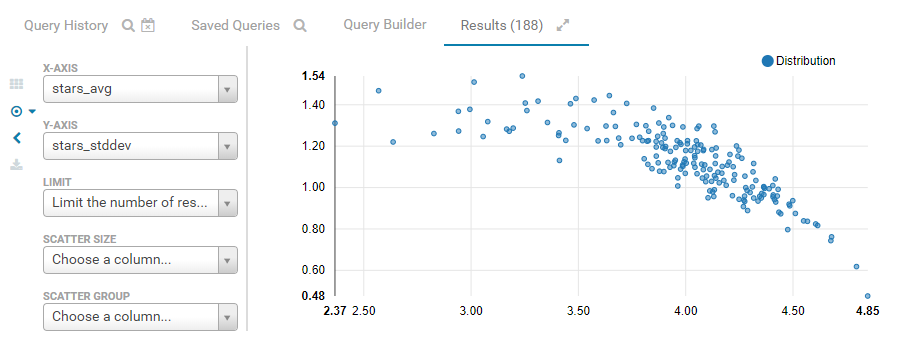 Query History Saved Queries Query Builder Results (188)
X-AXIS
stars_avg
Y-AXIS
stars_stddev
LIMIT
Limit the number of res...
SCATTER SIZE
Choose a column...
SCATTER GROUP
Choose a column...
Distribution
1.54
1.40
1.20
1.00
0.80
0.60
0.48
2.37 2.50 3.00 3.50 4.00 4.50 4.85